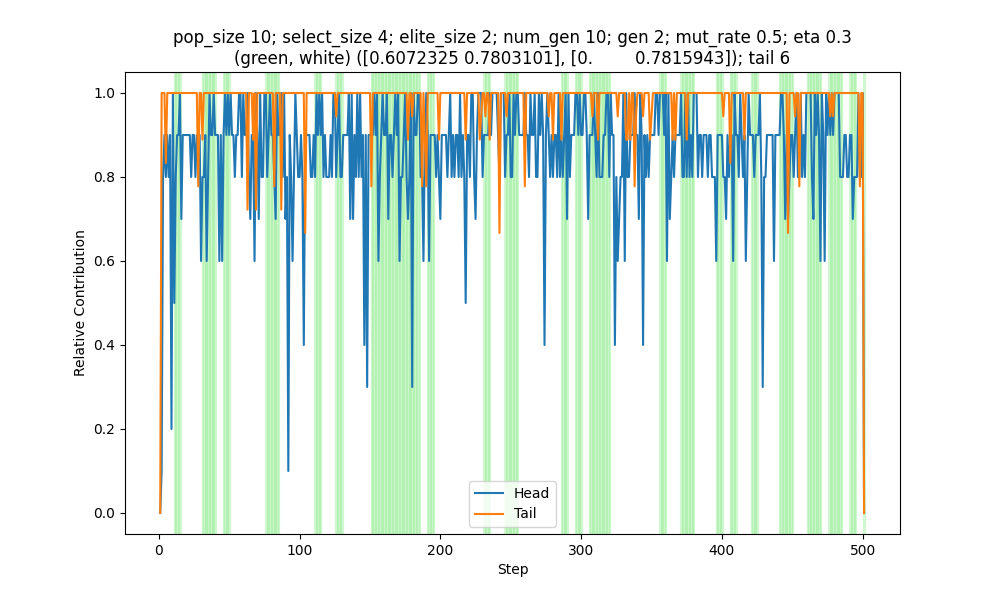 pop_size 10; select_size 4; elite_size 2; num_gen 10; gen 2; mut_rate 0.5; eta 0.3
(green, white) ([0.6072325 0.7803101], [0.        0.7815943]); tail 6
Relative Contribution
1.0
0.8
0.6
0.4
0.2
0.0
Head
Tail
0 100 200 300 400 500
Step